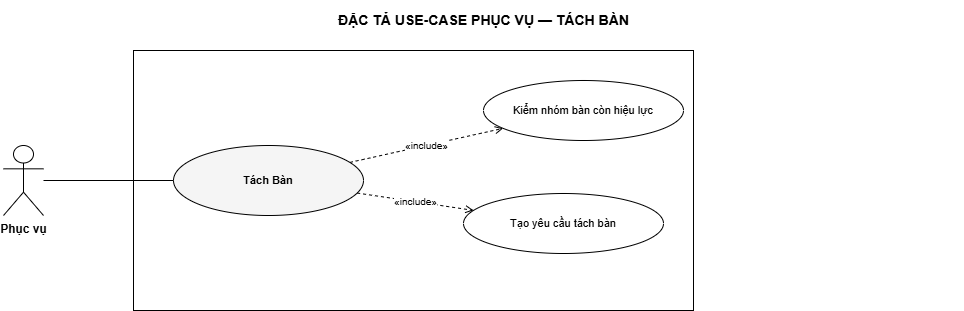 ĐẶC TẢ USE-CASE PHỤC VỤ — TÁCH BÀN
Kiểm nhóm bàn còn hiệu lực
«include»
Tách Bàn
«include»
Tạo yêu cầu tách bàn
Phục vụ